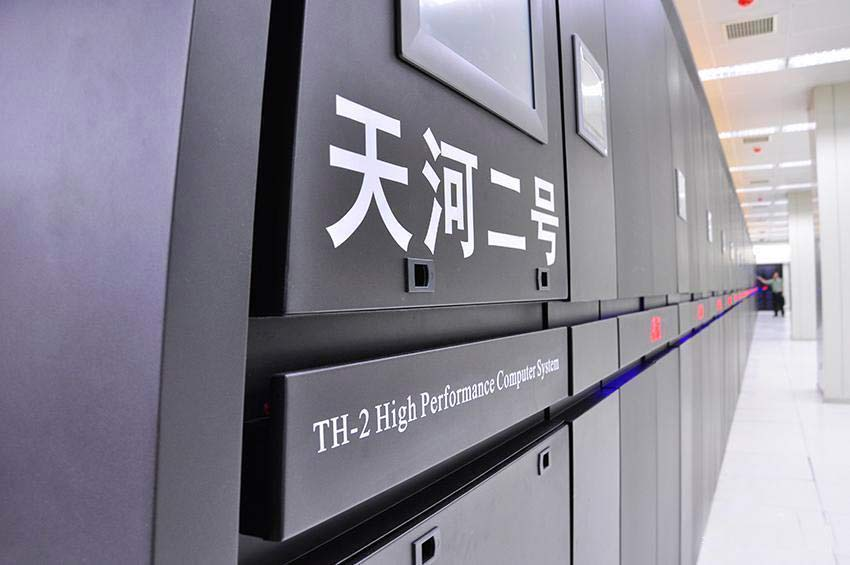 天河二号
TH-2 High Performance Computer System